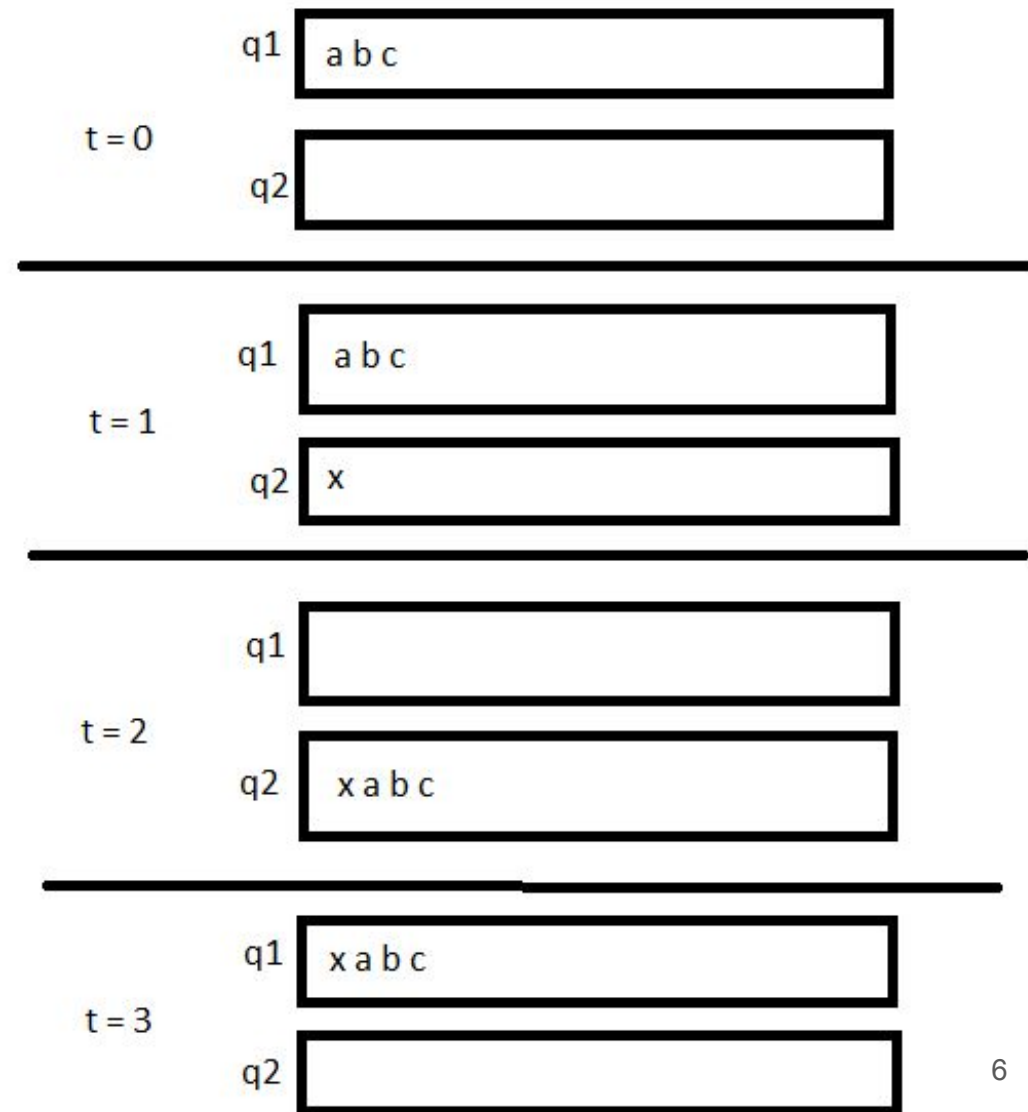 q1 a b c
t = 0
q2
q1 a b c
t = 1
q2 x
q1
t = 2
q2 x a b c
q1 x a b c
t = 3
q2
6